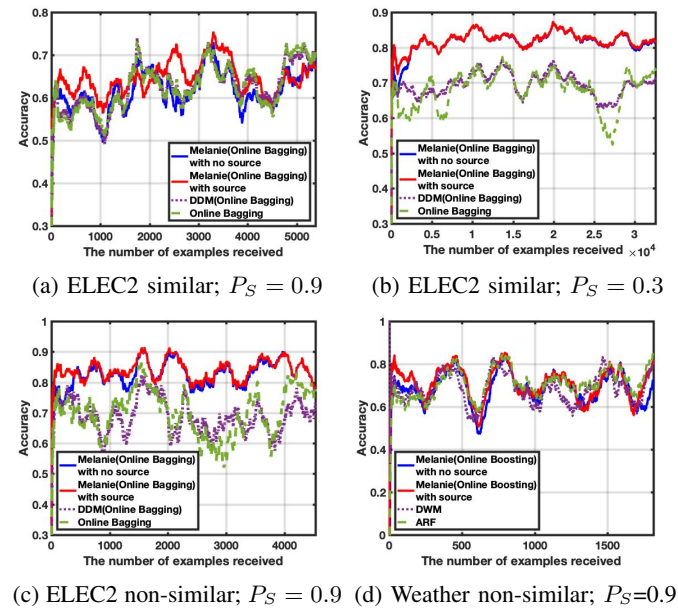 0.8
0.7
0.6
0.5
0.4
0.3
Accuracy
Melanie(Online Bagging)
with no source
Melanie(Online Bagging)
with source
DDM(Online Bagging)
Online Bagging
0 1000 2000 3000 4000 5000
The number of examples received
(a) ELEC2 similar; P_S = 0.9
0.9
0.8
0.7
0.6
0.5
0.4
0.3
Accuracy
Melanie(Online Bagging)
with no source
Melanie(Online Bagging)
with source
DDM(Online Bagging)
Online Bagging
0 0.5 1 1.5 2 2.5 3
The number of examples received ×10^4
(b) ELEC2 similar; P_S = 0.3
1
0.9
0.8
0.7
0.6
0.5
0.4
0.3
Accuracy
Melanie(Online Bagging)
with no source
Melanie(Online Bagging)
with source
DDM(Online Bagging)
Online Bagging
0 1000 2000 3000 4000
The number of examples received
(c) ELEC2 non-similar; P_S = 0.9
1
0.8
0.6
0.4
0.2
0
Accuracy
Melanie(Online Boosting)
with no source
Melanie(Online Boosting)
with source
DWM
ARF
0 500 1000 1500
The number of examples received
(d) Weather non-similar; P_S=0.9